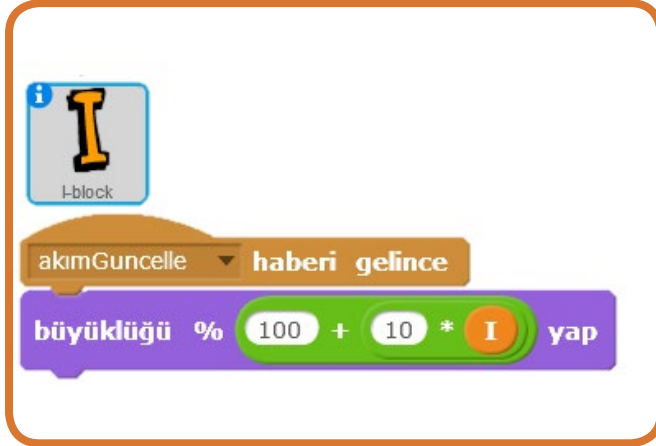 I
I-block
akımGuncelle haberi gelince
büyüklüğü % 100 + 10 * I yap